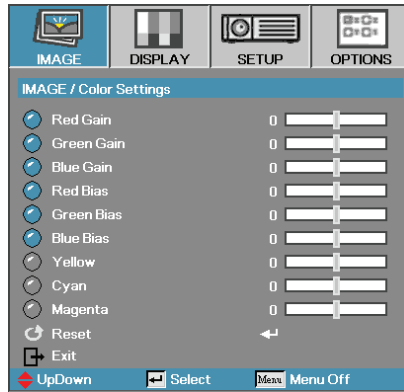 IMAGE DISPLAY SETUP OPTIONS
IMAGE / Color Settings
Red Gain 0
Green Gain 0
Blue Gain 0
Red Bias 0
Green Bias 0
Blue Bias 0
Yellow 0
Cyan 0
Magenta 0
Reset
Exit
UpDown Select Menu Menu Off